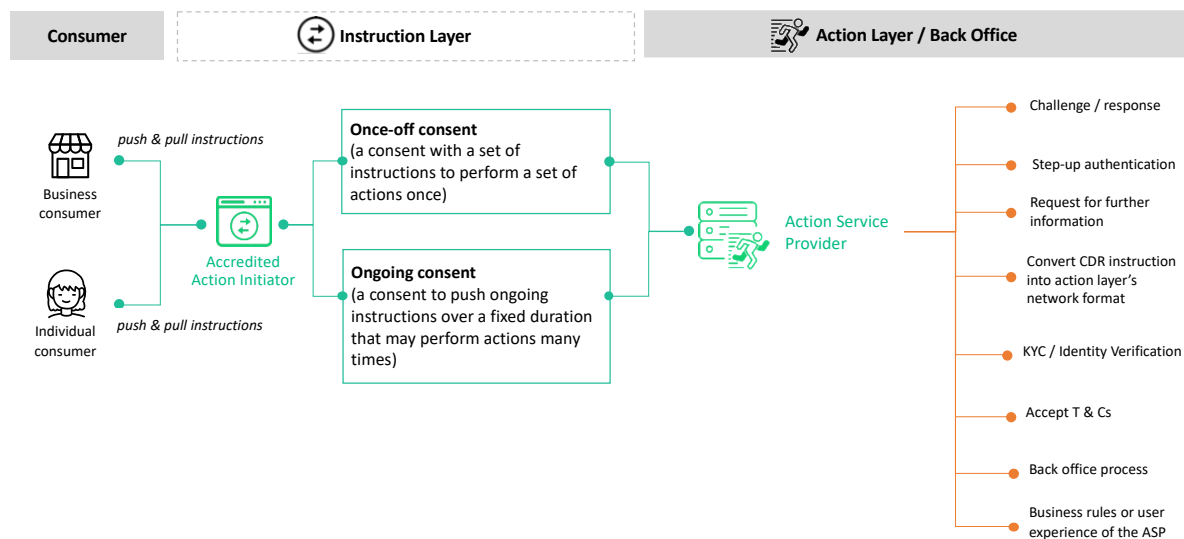 Consumer
Instruction Layer
Action Layer / Back Office
push & pull instructions
Business
consumer
Individual
consumer
push & pull instructions
Accredited
Action Initiator
Once-off consent
(a consent with a set of
instructions to perform a set of
actions once)
Ongoing consent
(a consent to push ongoing
instructions over a fixed duration
that may perform actions many
times)
Action Service
Provider
Challenge / response
Step-up authentication
Request for further
information
Convert CDR instruction
into action layer’s
network format
KYC / Identity Verification
Accept T & Cs
Back office process
Business rules or user
experience of the ASP